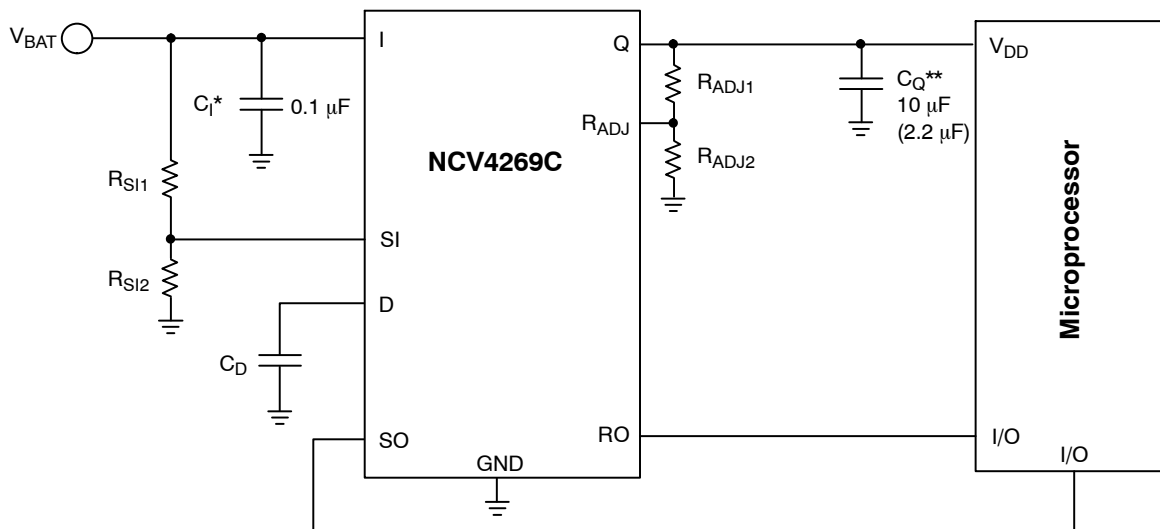 V_BAT
I
Q
V_DD
C_I*
0.1 μF
R_ADJ1
C_Q**
10 μF
(2.2 μF)
R_ADJ
NCV4269C
R_ADJ2
R_SI1
SI
R_SI2
D
Microprocessor
C_D
SO
RO
I/O
GND
I/O